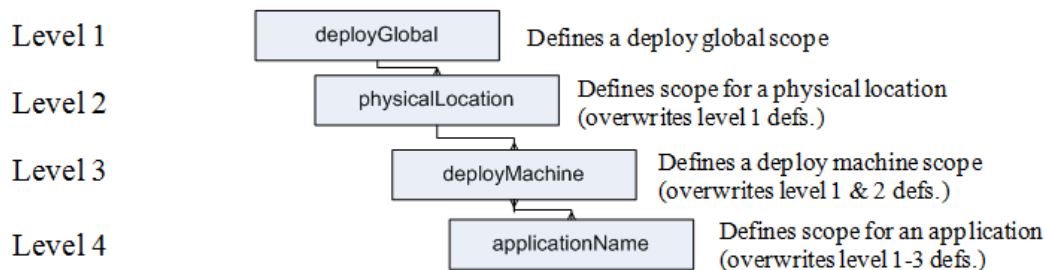 Level 1
deployGlobal
Defines a deploy global scope
Level 2
physicalLocation
Defines scope for a physical location
(overwrites level 1 defs.)
Level 3
deployMachine
Defines a deploy machine scope
(overwrites level 1 & 2 defs.)
Level 4
applicationName
Defines scope for an application
(overwrites level 1-3 defs.)